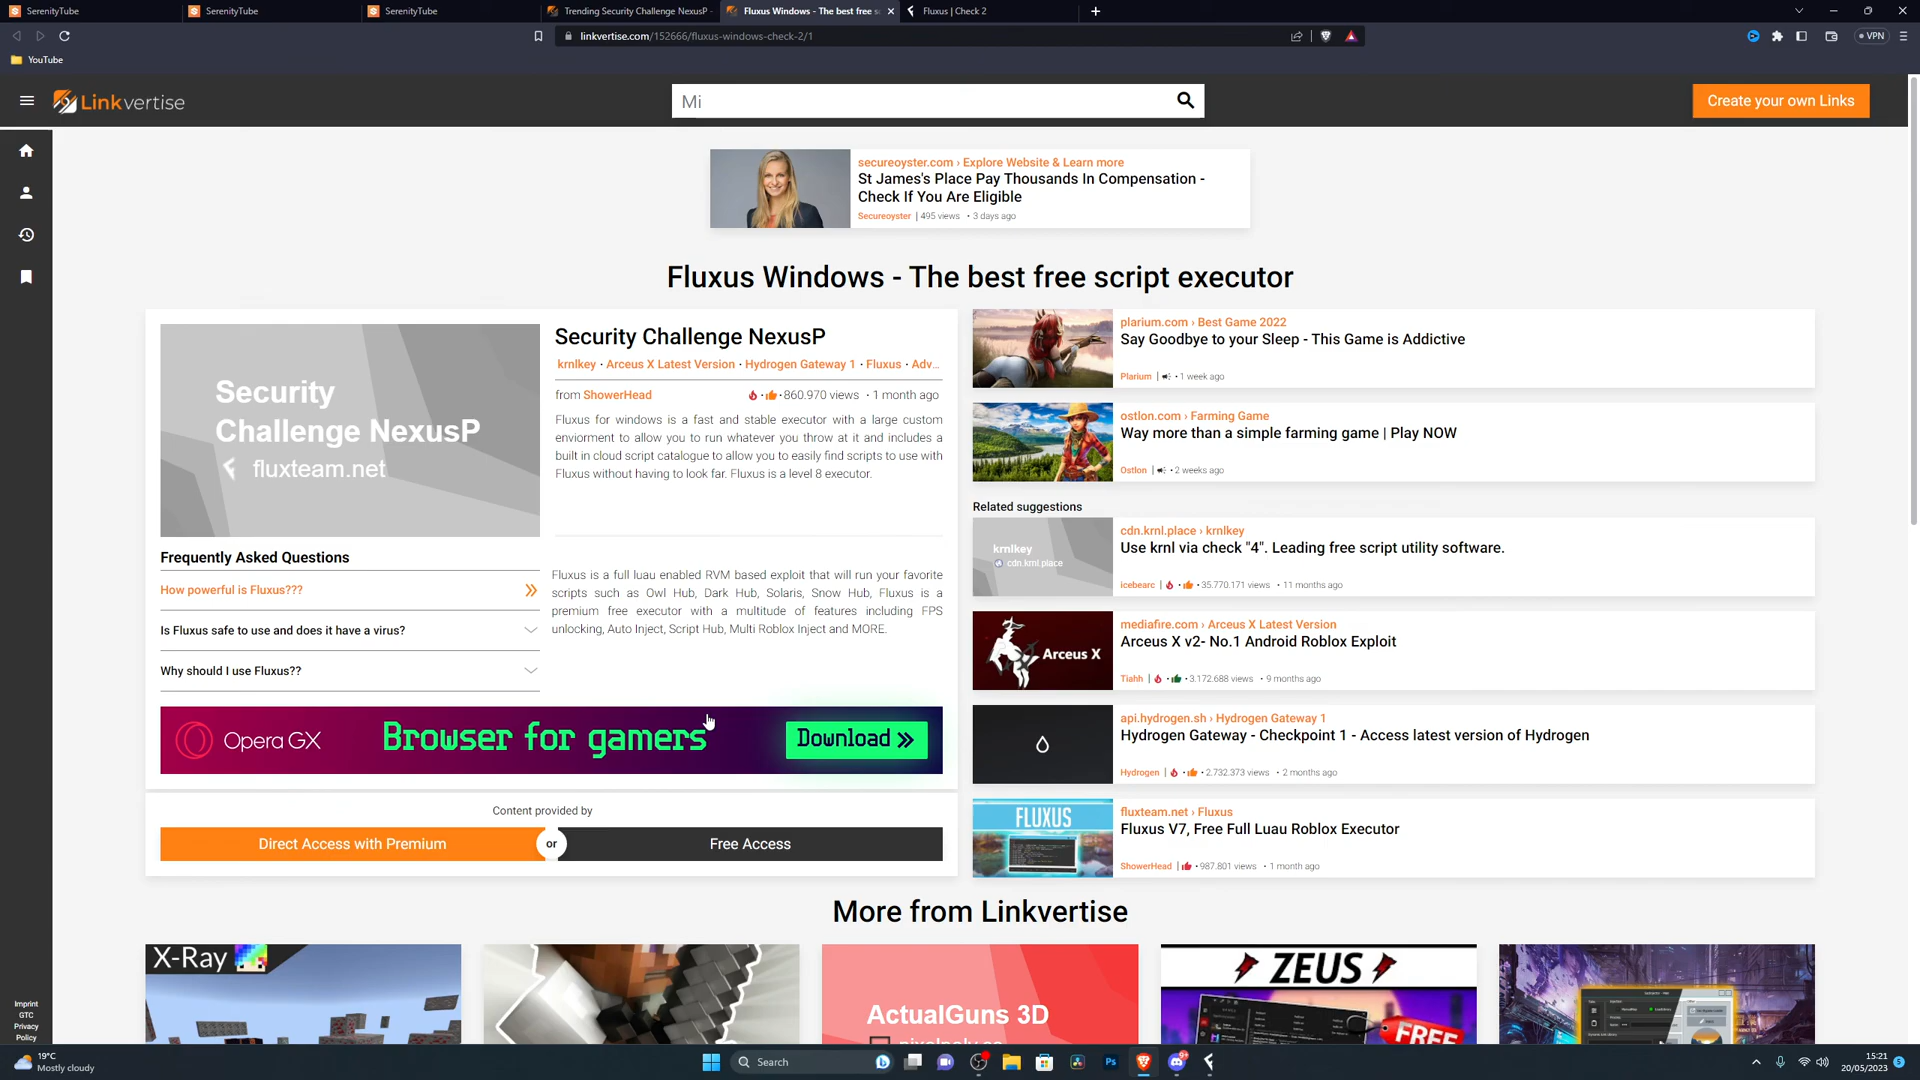 SerenityTube
SerenityTube
SerenityTube
Trending Security Challenge NexusP
Fluxus Windows - The best free s
Fluxus | Check 2
linkvertise.com/152666/fluxus-windows-check-2/1
VPN
YouTube
Linkvertise
Mi
Create your own Links
secureoyster.com › Explore Website & Learn more
St James's Place Pay Thousands In Compensation -
Check If You Are Eligible
Secureoyster | 495 views • 3 days ago
Fluxus Windows - The best free script executor
Security
Challenge NexusP
fluxteam.net
Security Challenge NexusP
krnlkey • Arceus X Latest Version • Hydrogen Gateway 1 • Fluxus • Adv...
from ShowerHead
860.970 views • 1 month ago
Fluxus for windows is a fast and stable executor with a large custom
enviorment to allow you to run whatever you throw at it and includes a
built in cloud script catalogue to allow you to easily find scripts to use with
Fluxus without having to look far. Fluxus is a level 8 executor.
Frequently Asked Questions
How powerful is Fluxus???
Is Fluxus safe to use and does it have a virus?
Why should I use Fluxus??
Fluxus is a full luau enabled RVM based exploit that will run your favorite
scripts such as Owl Hub, Dark Hub, Solaris, Snow Hub, Fluxus is a
premium free executor with a multitude of features including FPS
unlocking, Auto Inject, Script Hub, Multi Roblox Inject and MORE.
Opera GX
Browser for gamers
Download
Content provided by
Direct Access with Premium
or
Free Access
plarium.com › Best Game 2022
Say Goodbye to your Sleep - This Game is Addictive
Plarium | • 1 week ago
ostlon.com › Farming Game
Way more than a simple farming game | Play NOW
Ostlon | • 2 weeks ago
Related suggestions
krnlkey
cdn.krnl.place
cdn.krnl.place › krnlkey
Use krnl via check "4". Leading free script utility software.
icebearc | • 35.770.171 views • 11 months ago
Arceus X
mediafire.com › Arceus X Latest Version
Arceus X v2- No.1 Android Roblox Exploit
Tiahh | • 3.172.688 views • 9 months ago
api.hydrogen.sh › Hydrogen Gateway 1
Hydrogen Gateway - Checkpoint 1 - Access latest version of Hydrogen
Hydrogen | • 2.732.373 views • 2 months ago
FLUXUS
fluxteam.net › Fluxus
Fluxus V7, Free Full Luau Roblox Executor
ShowerHead | • 987.801 views • 1 month ago
More from Linkvertise
X-Ray
ActualGuns 3D
ZEUS
FREE
Imprint
GTC
Privacy
Policy
19°C
Mostly cloudy
Search
Ps
15:21
20/05/2023